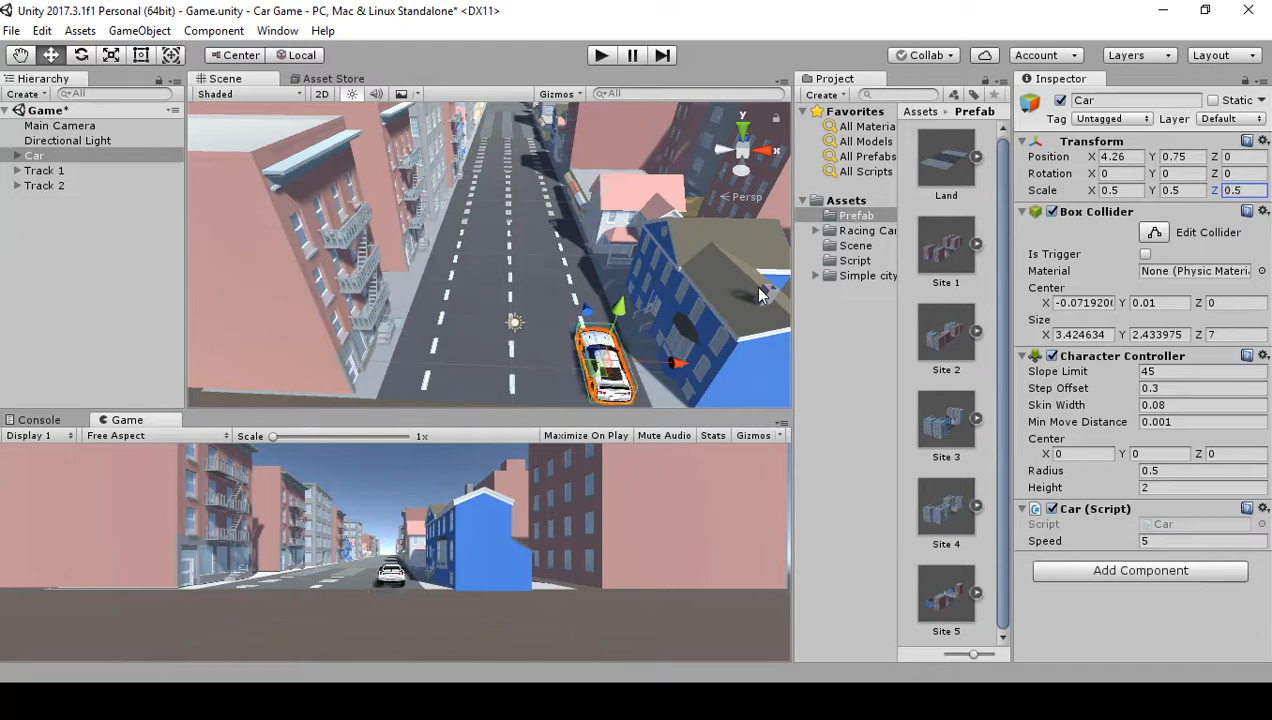 Unity 2017.3.1f1 Personal (64bit) - Game.unity - Car Game - PC, Mac & Linux Standalone* <DX11>
File Edit Assets GameObject Component Window Help
Center Local Collab Account Layers Layout
Hierarchy
Create All
Game*
Main Camera
Directional Light
Car
Track 1
Track 2
Scene Asset Store
Shaded 2D Gizmos All
y
x
Persp
Console Game
Display 1 Free Aspect Scale 1x Maximize On Play Mute Audio Stats Gizmos
Project
Create
Favorites
All Materia
All Models
All Prefabs
All Scripts
Assets
Prefab
Racing Car
Scene
Script
Simple city
Assets Prefab
Land
Site 1
Site 2
Site 3
Site 4
Site 5
Inspector
Car Static
Tag Untagged Layer Default
Transform
Position X 4.26 Y 0.75 Z 0
Rotation X 0 Y 0 Z 0
Scale X 0.5 Y 0.5 Z 0.5
Box Collider
Edit Collider
Is Trigger
Material None (Physic Materi
Center
X -0.071920 Y 0.01 Z 0
Size
X 3.424634 Y 2.433975 Z 7
Character Controller
Slope Limit 45
Step Offset 0.3
Skin Width 0.08
Min Move Distance 0.001
Center
X 0 Y 0 Z 0
Radius 0.5
Height 2
Car (Script)
Script Car
Speed 5
Add Component